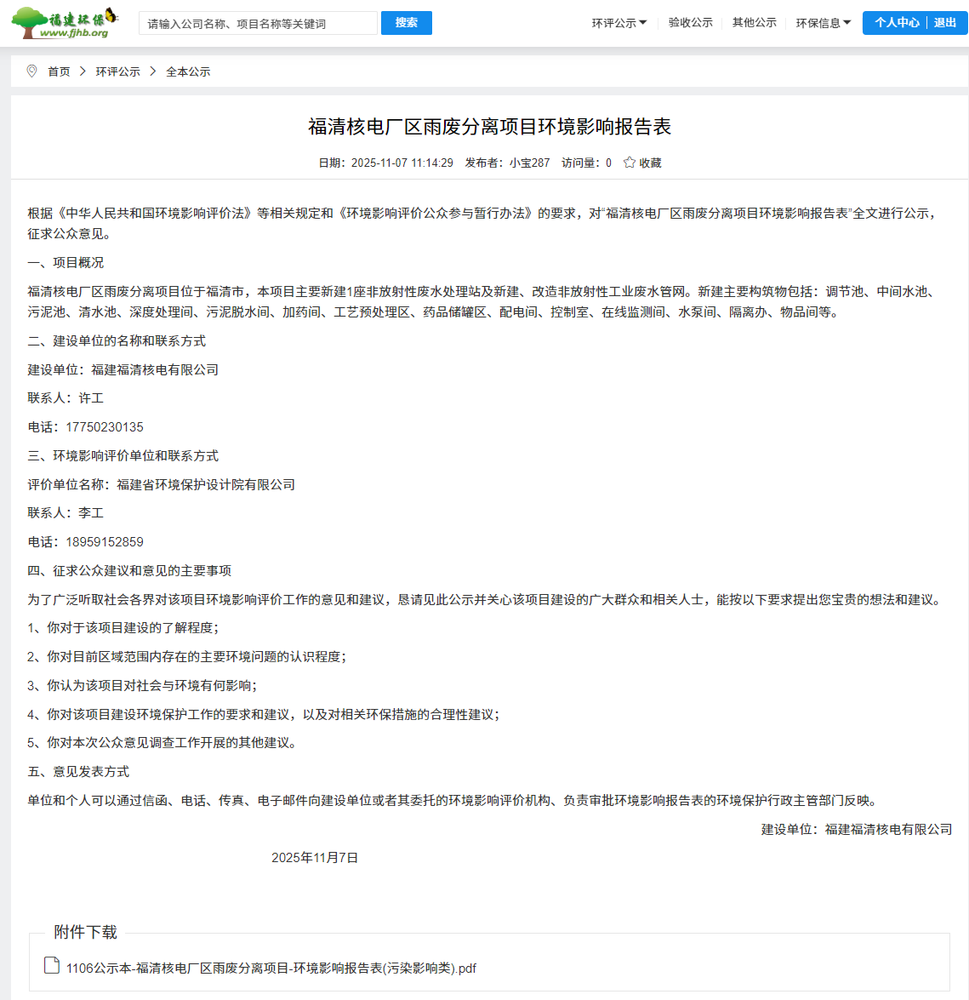 福建环保
www.fjhb.org
请输入公司名称、项目名称等关键词
搜索
环评公示
验收公示
其他公示
环保信息
个人中心
退出
首页 > 环评公示 > 全本公示
福清核电厂区雨废分离项目环境影响报告表
日期：2025-11-07 11:14:29 发布者：小宝287 访问量：0 收藏
根据《中华人民共和国环境影响评价法》等相关规定和《环境影响评价公众参与暂行办法》的要求，对“福清核电厂区雨废分离项目环境影响报告表”全文进行公示，
征求公众意见。
一、项目概况
福清核电厂区雨废分离项目位于福清市，本项目主要新建1座非放射性废水处理站及新建、改造非放射性工业废水管网。新建主要构筑物包括：调节池、中间水池、
污泥池、清水池、深度处理间、污泥脱水间、加药间、工艺预处理区、药品储罐区、配电间、控制室、在线监测间、水泵间、隔离办、物品间等。
二、建设单位的名称和联系方式
建设单位：福建福清核电有限公司
联系人：许工
电话：17750230135
三、环境影响评价单位和联系方式
评价单位名称：福建省环境保护设计院有限公司
联系人：李工
电话：18959152859
四、征求公众建议和意见的主要事项
为了广泛听取社会各界对该项目环境影响评价工作的意见和建议，恳请见此公示并关心该项目建设的广大群众和相关人士，能按以下要求提出您宝贵的想法和建议。
1、你对于该项目建设的了解程度；
2、你对目前区域范围内存在的主要环境问题的认识程度；
3、你认为该项目对社会与环境有何影响；
4、你对该项目建设环境保护工作的要求和建议，以及对相关环保措施的合理性建议；
5、你对本次公众意见调查工作开展的其他建议。
五、意见发表方式
单位和个人可以通过信函、电话、传真、电子邮件向建设单位或者其委托的环境影响评价机构、负责审批环境影响报告表的环境保护行政主管部门反映。
建设单位：福建福清核电有限公司
2025年11月7日
附件下载
1106公示本-福清核电厂区雨废分离项目-环境影响报告表(污染影响类).pdf